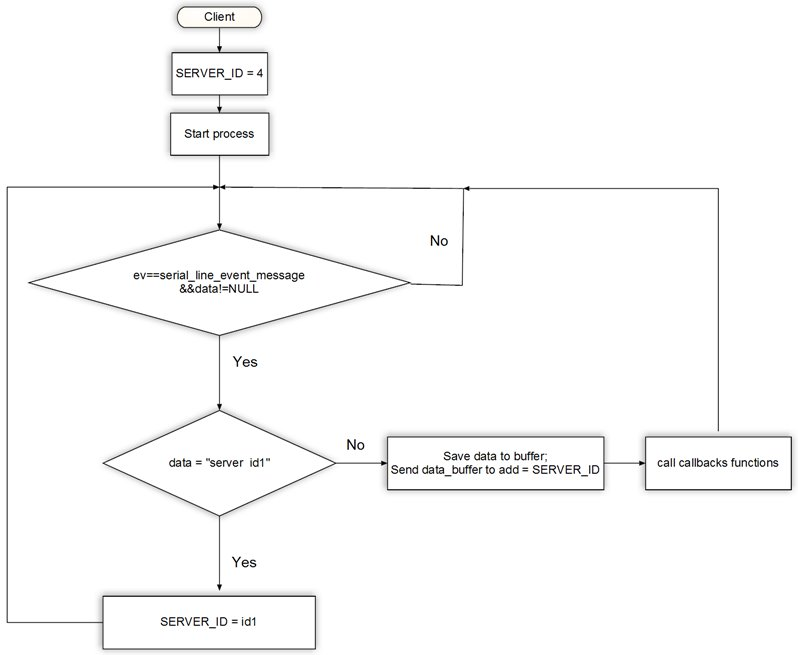 Client
SERVER_ID = 4
Start process
No
ev==serial_line_event_message
&&data!=NULL
Yes
No
data = "server id1"
Save data to buffer;
Send data_buffer to add = SERVER_ID
call callbacks functions
Yes
SERVER_ID = id1